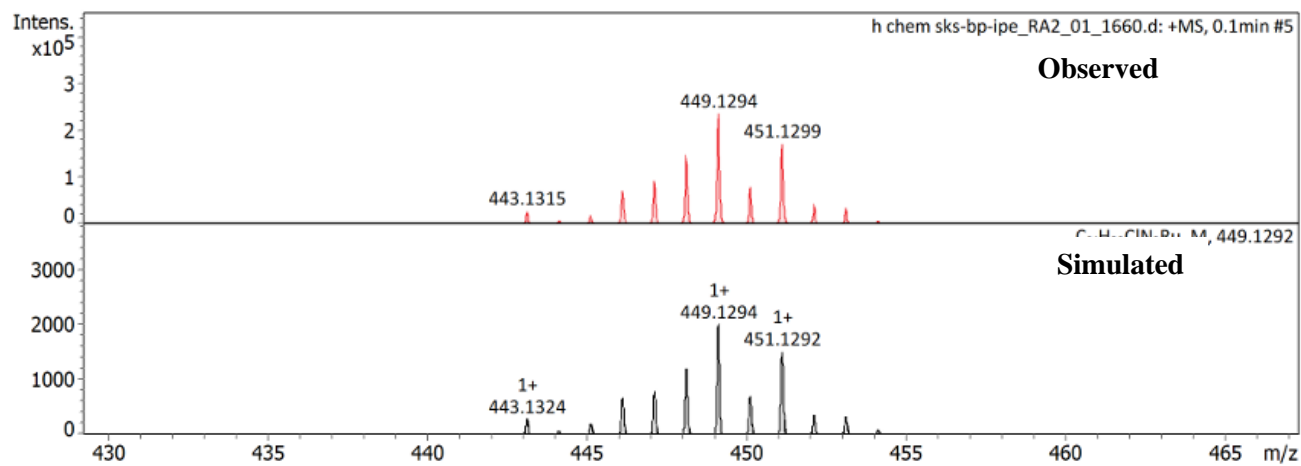 Intens.
x10⁵
h chem sks-bp-ipe_RA2_01_1660.d: +MS, 0.1min #5
Observed
449.1294
451.1299
443.1315
3
2
1
0
M, 449.1292
Simulated
1+
449.1294
1+
451.1292
1+
443.1324
3000
2000
1000
0
430 435 440 445 450 455 460 465 m/z